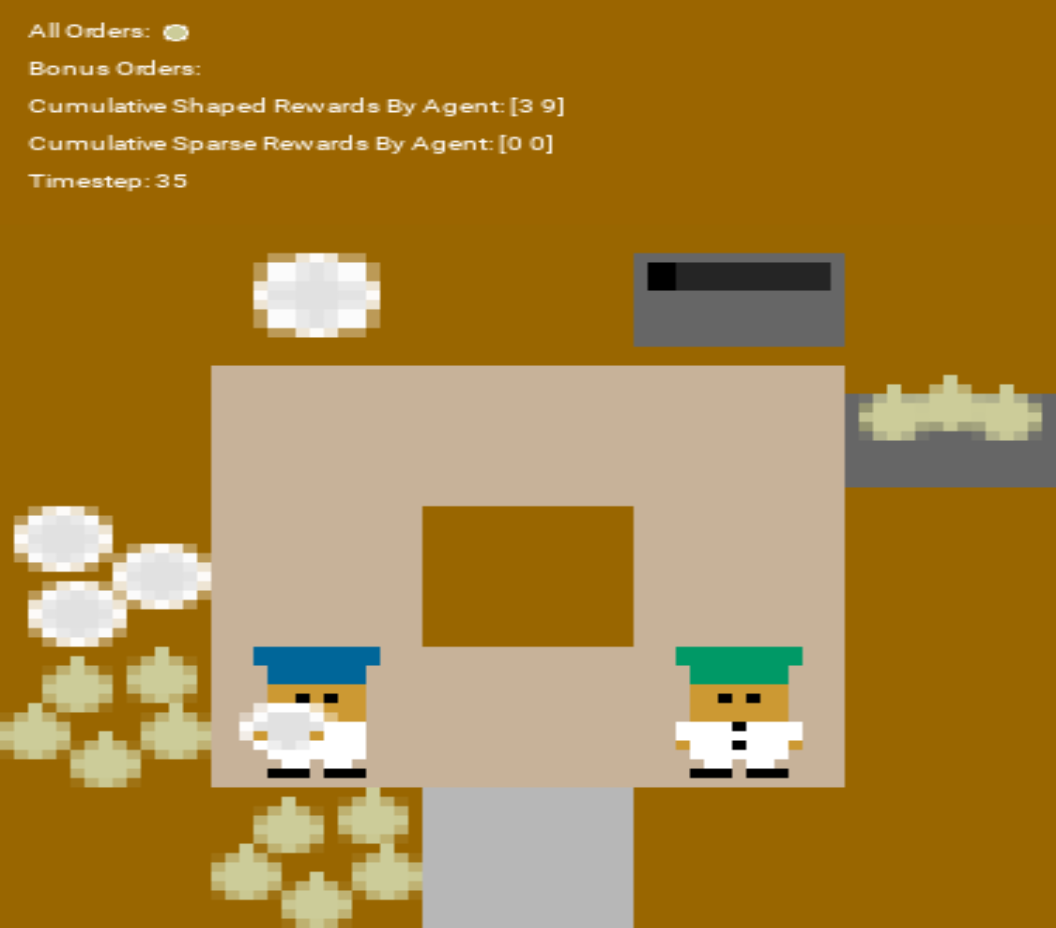 All Orders:
Bonus Orders:
Cumulative Shaped Rewards By Agent: [3 9]
Cumulative Sparse Rewards By Agent: [0 0]
Timestep: 35